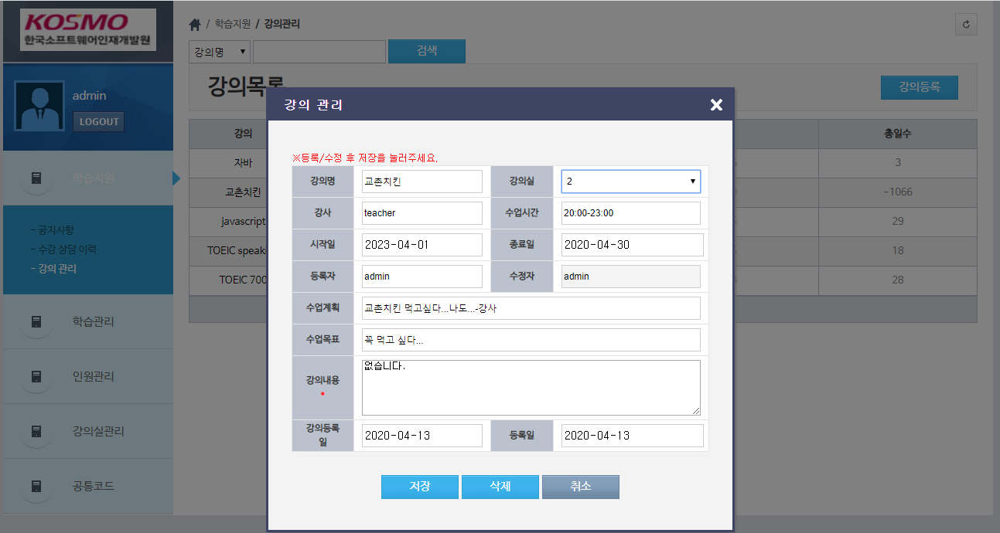 KOSMO
한국소프트웨어인재개발원
/ 학습지원 / 강의관리
강의명 검색
admin
LOGOUT
강의목록 강의등록
강의 총일수
자바 3
교촌치킨 -1066
javascript 29
TOEIC speaki 18
TOEIC 700 28
학습지원
- 공지사항
- 수강 상담 이력
- 강의 관리
학습관리
인원관리
강의실관리
공통코드
강의 관리
※등록/수정 후 저장을 눌러주세요.
강의명 교촌치킨 강의실 2
강사 teacher 수업시간 20:00-23:00
시작일 2023-04-01 종료일 2020-04-30
등록자 admin 수정자 admin
수업계획 교촌치킨 먹고싶다...나도...-강사
수업목표 꼭 먹고 싶다...
강의내용 * 없습니다.
강의등록일 2020-04-13 등록일 2020-04-13
저장 삭제 취소